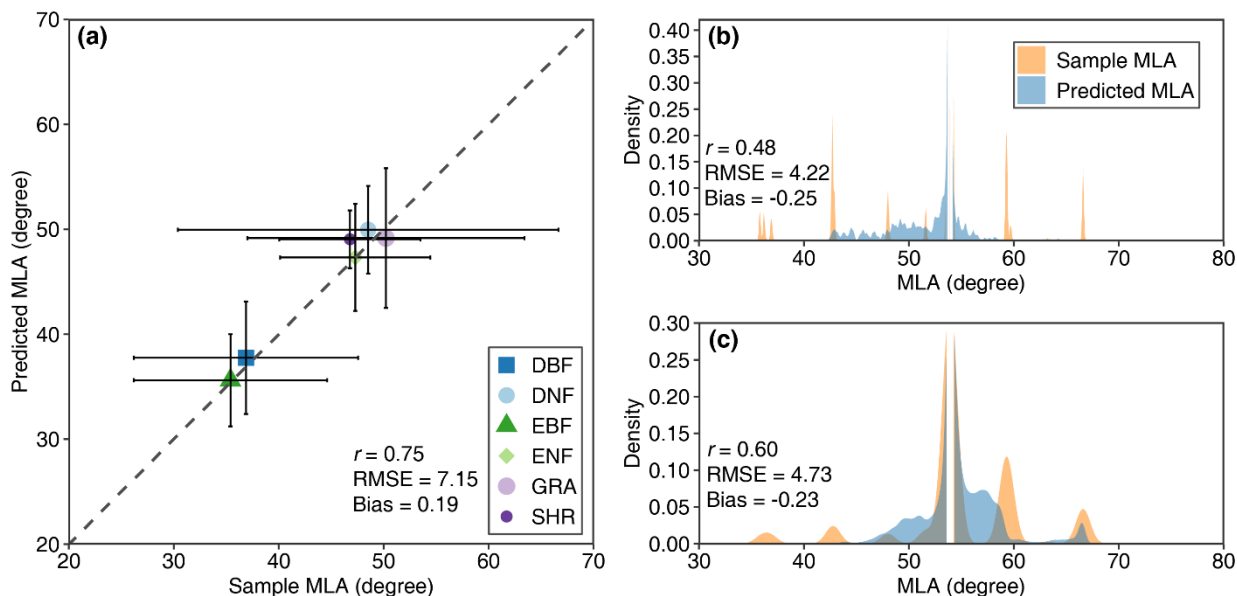 (a)
70
60
50
40
30
20
Predicted MLA (degree)
20 30 40 50 60 70
Sample MLA (degree)
r = 0.75
RMSE = 7.15
Bias = 0.19
DBF
DNF
EBF
ENF
GRA
SHR
(b)
0.40
0.35
0.30
0.25
0.20
0.15
0.10
0.05
0.00
Density
Sample MLA
Predicted MLA
r = 0.48
RMSE = 4.22
Bias = -0.25
30 40 50 60 70 80
MLA (degree)
(c)
0.30
0.25
0.20
0.15
0.10
0.05
0.00
Density
r = 0.60
RMSE = 4.73
Bias = -0.23
30 40 50 60 70 80
MLA (degree)